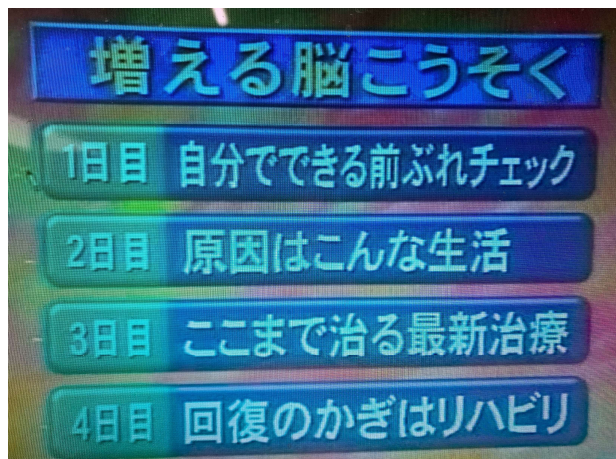 増える脳こうそく
1日目 自分でできる前ぶれチェック
2日目 原因はこんな生活
3日目 ここまで治る最新治療
4日目 回復のかぎはリハビリ